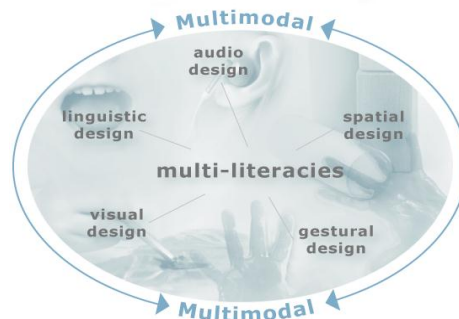 Multimodal
audio
design
linguistic
design
spatial
design
multi-literacies
visual
design
gestural
design
Multimodal